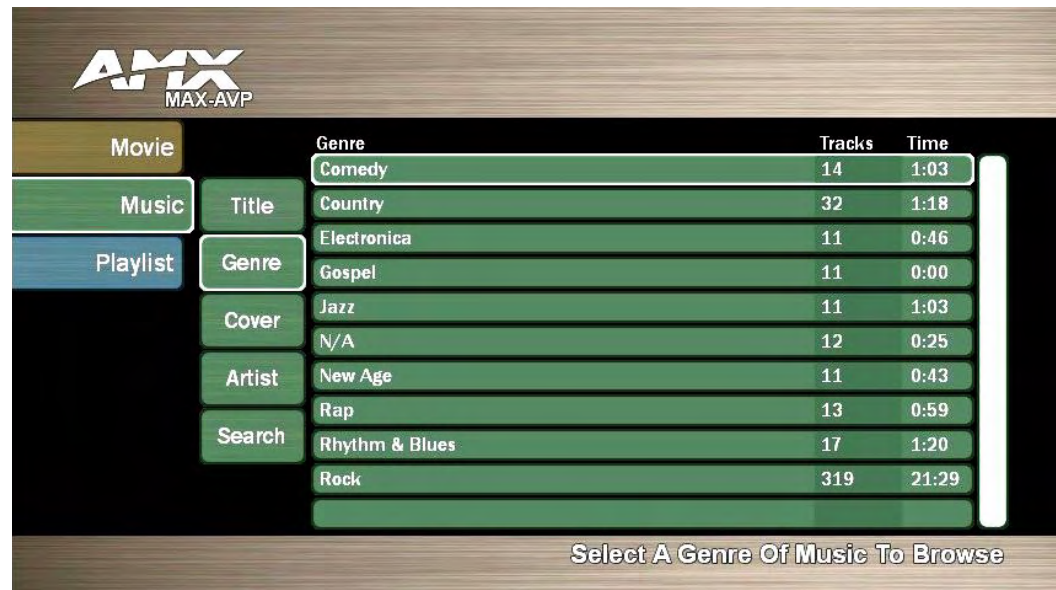 AMX
MAX-AVP
Movie
Music
Playlist
Title
Genre
Cover
Artist
Search
Genre Tracks Time
Comedy 14 1:03
Country 32 1:18
Electronica 11 0:46
Gospel 11 0:00
Jazz 11 1:03
N/A 12 0:25
New Age 11 0:43
Rap 13 0:59
Rhythm & Blues 17 1:20
Rock 319 21:29
Select A Genre Of Music To Browse